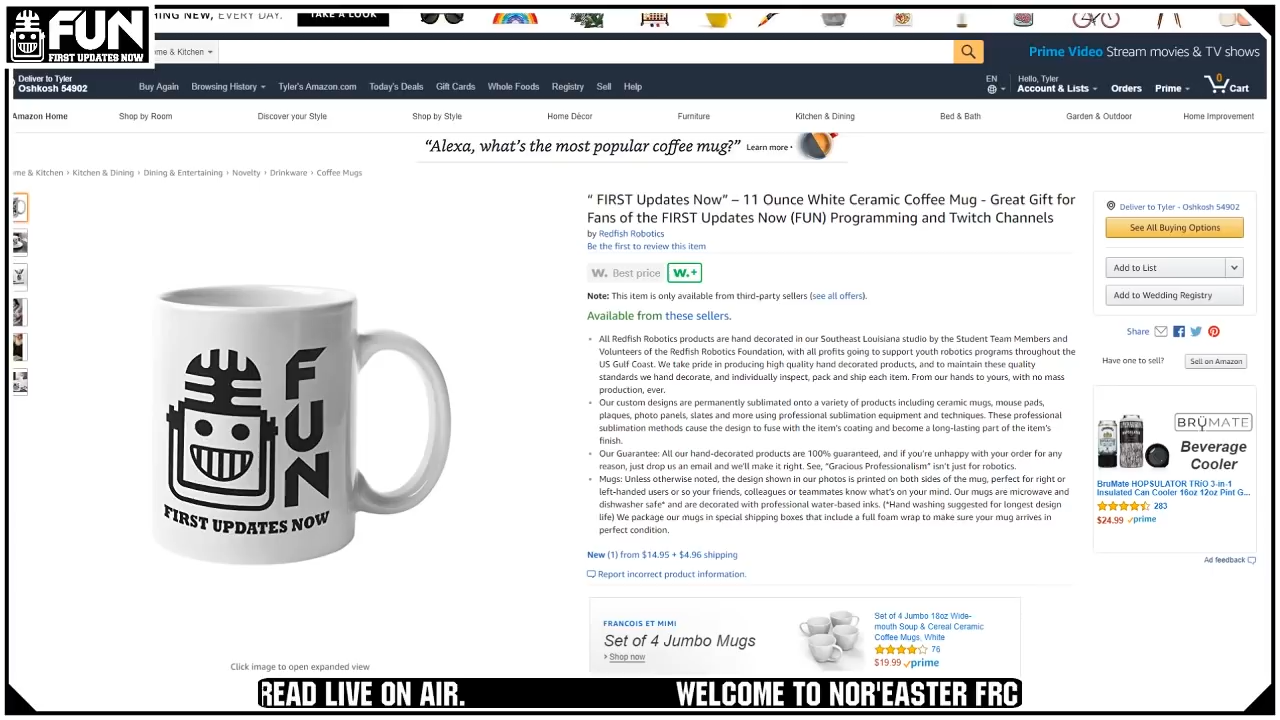 HING NEW, EVERY DAY.
TAKE A LOOK
FUN
FIRST UPDATES NOW
me & Kitchen
Prime Video Stream movies & TV shows
Deliver to Tyler
Oshkosh 54902
Buy Again
Browsing History
Tyler's Amazon.com
Today's Deals
Gift Cards
Whole Foods
Registry
Sell
Help
EN
Hello, Tyler
Account & Lists
Orders
Prime
0
Cart
Amazon Home
Shop by Room
Discover your Style
Shop by Style
Home Décor
Furniture
Kitchen & Dining
Bed & Bath
Garden & Outdoor
Home Improvement
“Alexa, what’s the most popular coffee mug?” Learn more ›
me & Kitchen › Kitchen & Dining › Dining & Entertaining › Novelty › Drinkware › Coffee Mugs
“ FIRST Updates Now” – 11 Ounce White Ceramic Coffee Mug - Great Gift for
Fans of the FIRST Updates Now (FUN) Programming and Twitch Channels
by Redfish Robotics
Be the first to review this item
W. Best price
W.+
Note: This item is only available from third-party sellers (see all offers).
Available from these sellers.
All Redfish Robotics products are hand decorated in our Southeast Louisiana studio by the Student Team Members and
Volunteers of the Redfish Robotics Foundation, with all profits going to support youth robotics programs throughout the
US Gulf Coast. We take pride in producing high quality hand decorated products, and to maintain these quality
standards we hand decorate, and individually inspect, pack and ship each item. From our hands to yours, with no mass
production, ever.
Our custom designs are permanently sublimated onto a variety of products including ceramic mugs, mouse pads,
plaques, photo panels, slates and more using professional sublimation equipment and techniques. These professional
sublimation methods cause the design to fuse with the item's coating and become a long-lasting part of the item's
finish.
Our Guarantee: All our hand-decorated products are 100% guaranteed, and if you're unhappy with your order for any
reason, just drop us an email and we'll make it right. See, “Gracious Professionalism” isn't just for robotics.
Mugs: Unless otherwise noted, the design shown in our photos is printed on both sides of the mug, perfect for right or
left-handed users or so your friends, colleagues or teammates know what's on your mind. Our mugs are microwave and
dishwasher safe* and are decorated with professional water-based inks. (*Hand washing suggested for longest design
life) We package our mugs in special shipping boxes that include a full foam wrap to make sure your mug arrives in
perfect condition.
New (1) from $14.95 + $4.96 shipping
Report incorrect product information.
Deliver to Tyler - Oshkosh 54902
See All Buying Options
Add to List
Add to Wedding Registry
Share
Have one to sell?
Sell on Amazon
BRÜMATE
Beverage
Cooler
BruMate HOPSULATOR TRiO 3-in-1
Insulated Can Cooler 16oz 12oz Pint G...
283
$24.99 prime
Ad feedback
FUN
FIRST UPDATES NOW
Click image to open expanded view
FRANCOIS ET MIMI
Set of 4 Jumbo Mugs
› Shop now
Set of 4 Jumbo 18oz Wide-
mouth Soup & Cereal Ceramic
Coffee Mugs, White
76
$19.99 prime
READ LIVE ON AIR.
WELCOME TO NOR'EASTER FRC